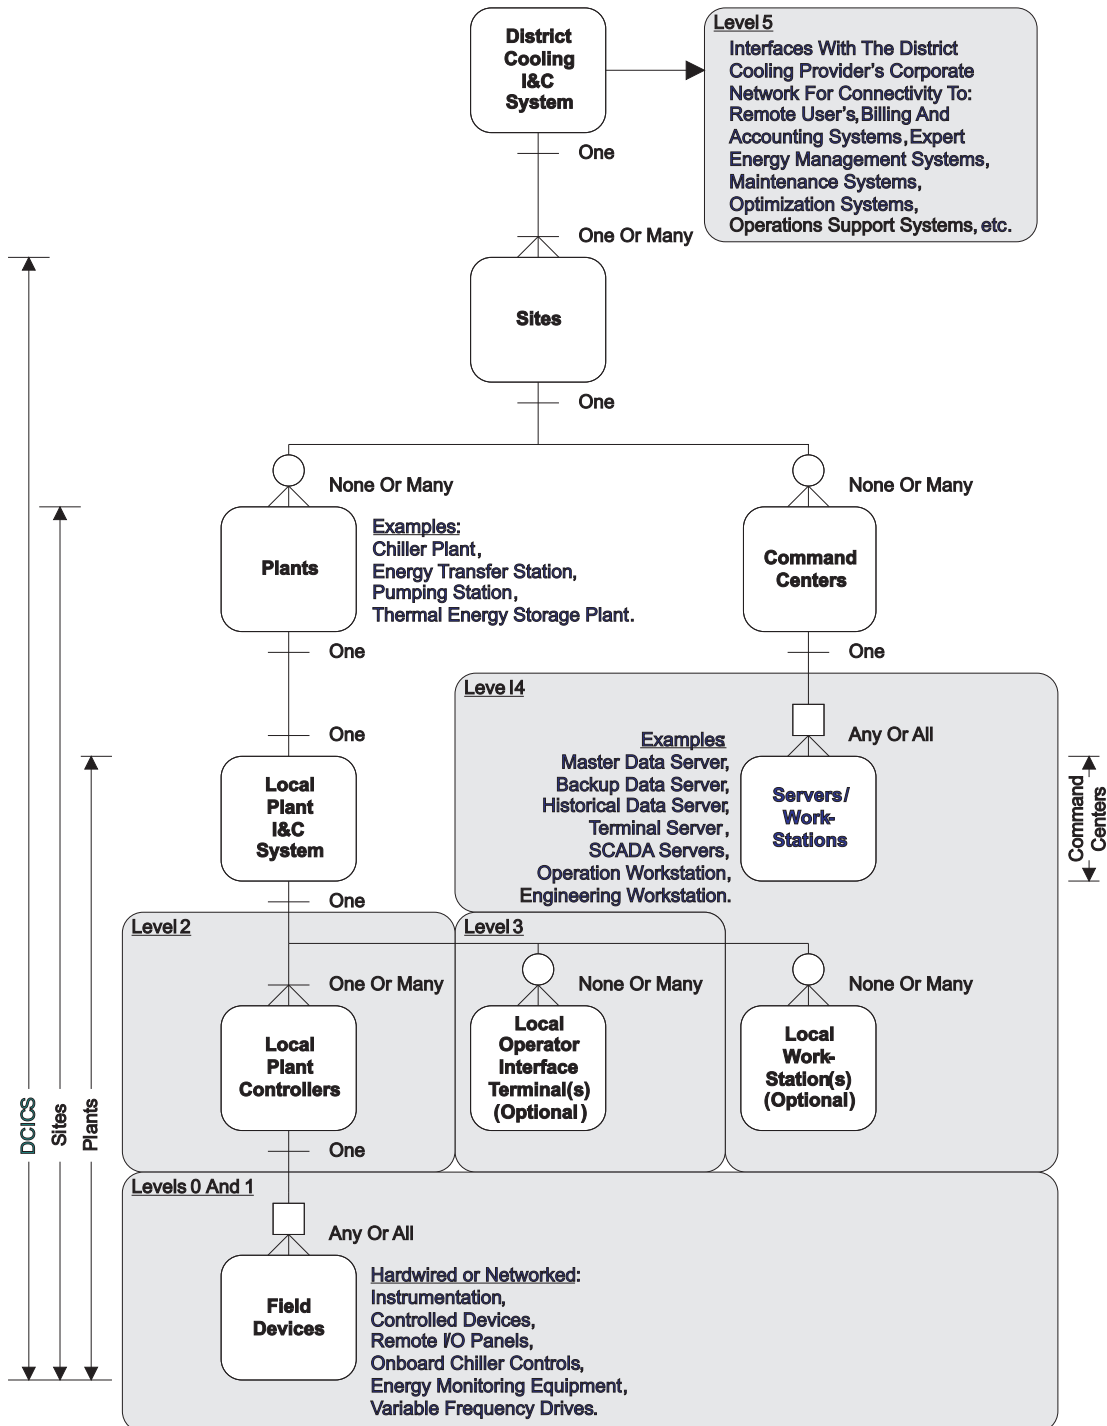 District
Cooling
I&C
System
Level 5
Interfaces With The District
Cooling Provider's Corporate
Network For Connectivity To:
Remote User's, Billing And
Accounting Systems, Expert
Energy Management Systems,
Maintenance Systems,
Optimization Systems,
Operations Support Systems, etc.
One
One Or Many
Sites
One
None Or Many
None Or Many
Plants
Examples:
Chiller Plant,
Energy Transfer Station,
Pumping Station,
Thermal Energy Storage Plant.
Command
Centers
One
One
Level 4
One
Any Or All
Local
Plant
I&C
System
Examples:
Master Data Server,
Backup Data Server,
Historical Data Server,
Terminal Server,
SCADA Servers,
Operation Workstation,
Engineering Workstation.
Servers/
Work-
Stations
Command
Centers
One
Level 2
Level 3
One Or Many
None Or Many
None Or Many
Local
Plant
Controllers
Local
Operator
Interface
Terminal(s)
(Optional)
Local
Work-
Station(s)
(Optional)
DCICS
Sites
Plants
One
Levels 0 And 1
Any Or All
Field
Devices
Hardwired or Networked:
Instrumentation,
Controlled Devices,
Remote I/O Panels,
Onboard Chiller Controls,
Energy Monitoring Equipment,
Variable Frequency Drives.